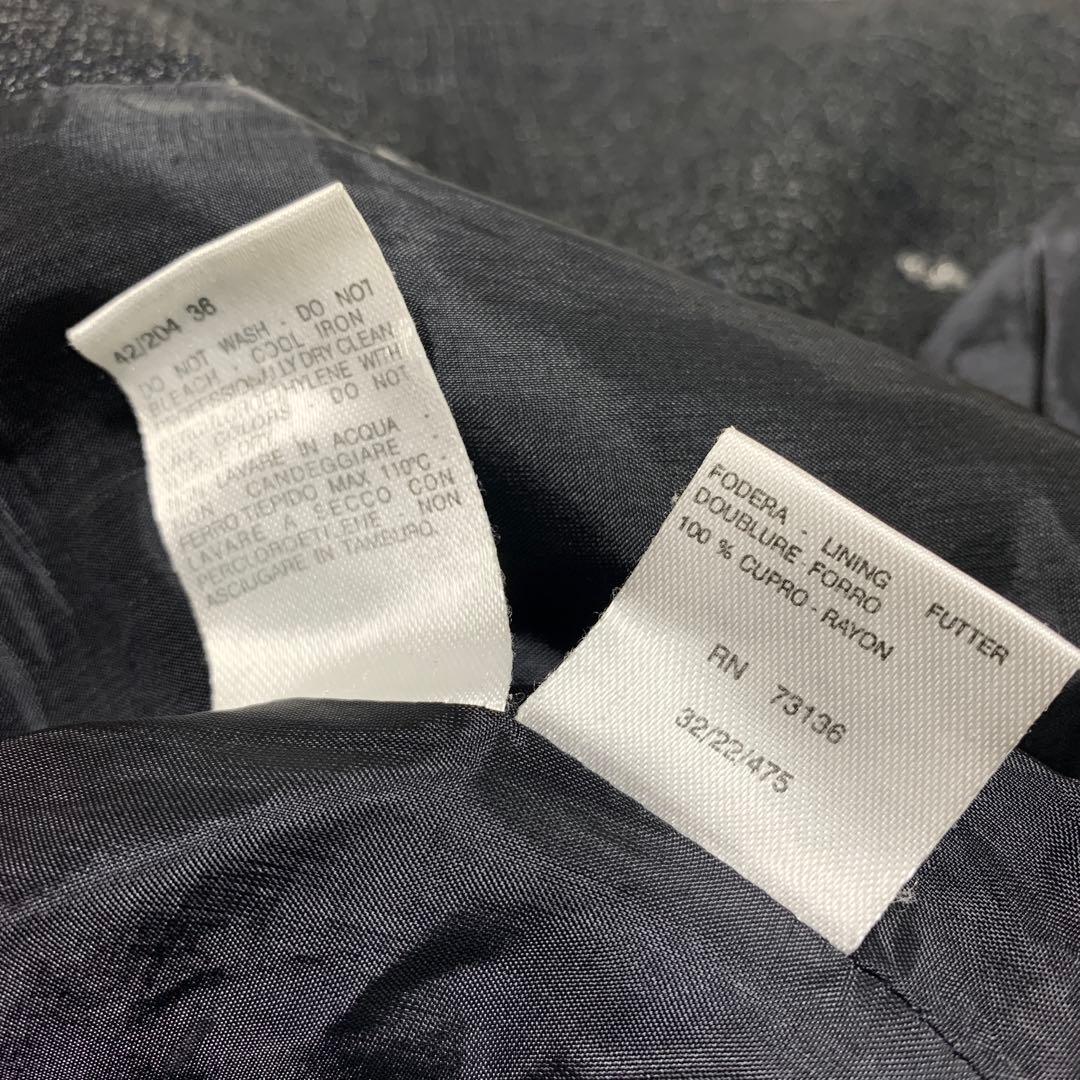 42/204 36
DO NOT WASH - DO NOT
BLEACH - COOL IRON
DRY CLEAN
WITH
COLORS - DO NOT
LAVARE IN ACQUA -
NON CANDEGGIARE
FERRO TIEPIDO MAX 110°C -
LAVARE A SECCO CON
PERCLOROETILENE NON
ASCIUGARE IN TAMBURO.
FODERA - LINING FUTTER
DOUBLURE FORRO
100 % CUPRO - RAYON
RN 73136
32/22/475